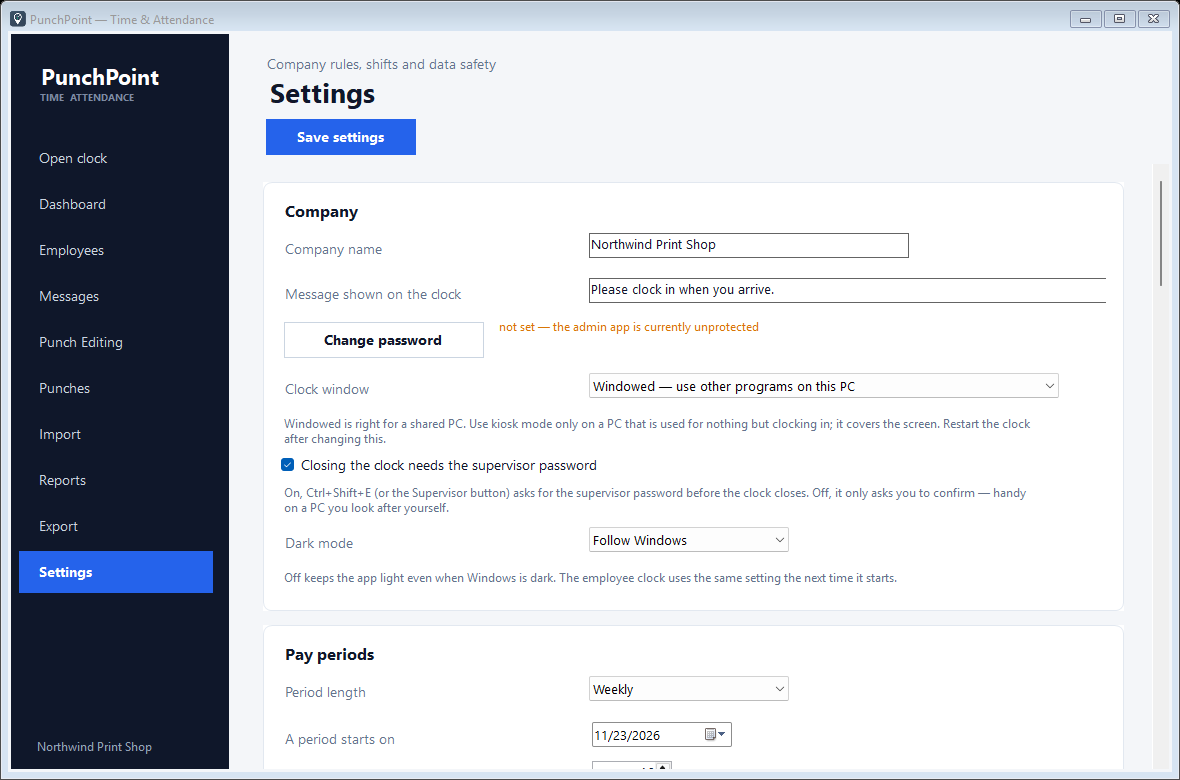 PunchPoint — Time & Attendance
PunchPoint
TIME ATTENDANCE
Open clock
Dashboard
Employees
Messages
Punch Editing
Punches
Import
Reports
Export
Settings
Northwind Print Shop
Company rules, shifts and data safety
Settings
Save settings
Company
Company name
Northwind Print Shop
Message shown on the clock
Please clock in when you arrive.
Change password
not set — the admin app is currently unprotected
Clock window
Windowed — use other programs on this PC
Windowed is right for a shared PC. Use kiosk mode only on a PC that is used for nothing but clocking in; it covers the screen. Restart the clock
after changing this.
Closing the clock needs the supervisor password
On, Ctrl+Shift+E (or the Supervisor button) asks for the supervisor password before the clock closes. Off, it only asks you to confirm — handy
on a PC you look after yourself.
Dark mode
Follow Windows
Off keeps the app light even when Windows is dark. The employee clock uses the same setting the next time it starts.
Pay periods
Period length
Weekly
A period starts on
11/23/2026